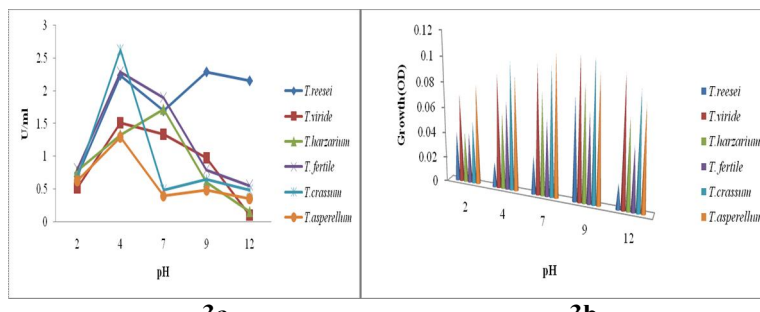 3
2.5
2
1.5
1
0.5
0
U/ml
2 4 7 9 12
pH
T.reesei
T.viride
T.harzarium
T. fertile
T.crassum
T.asperellum
0.12
0.1
0.08
0.06
0.04
0.02
0
Growth(OD)
2
4
7
9
12
pH
T.reesei
T.viride
T.harzarium
T. fertile
T.crassum
T.asperellum
3a 3b